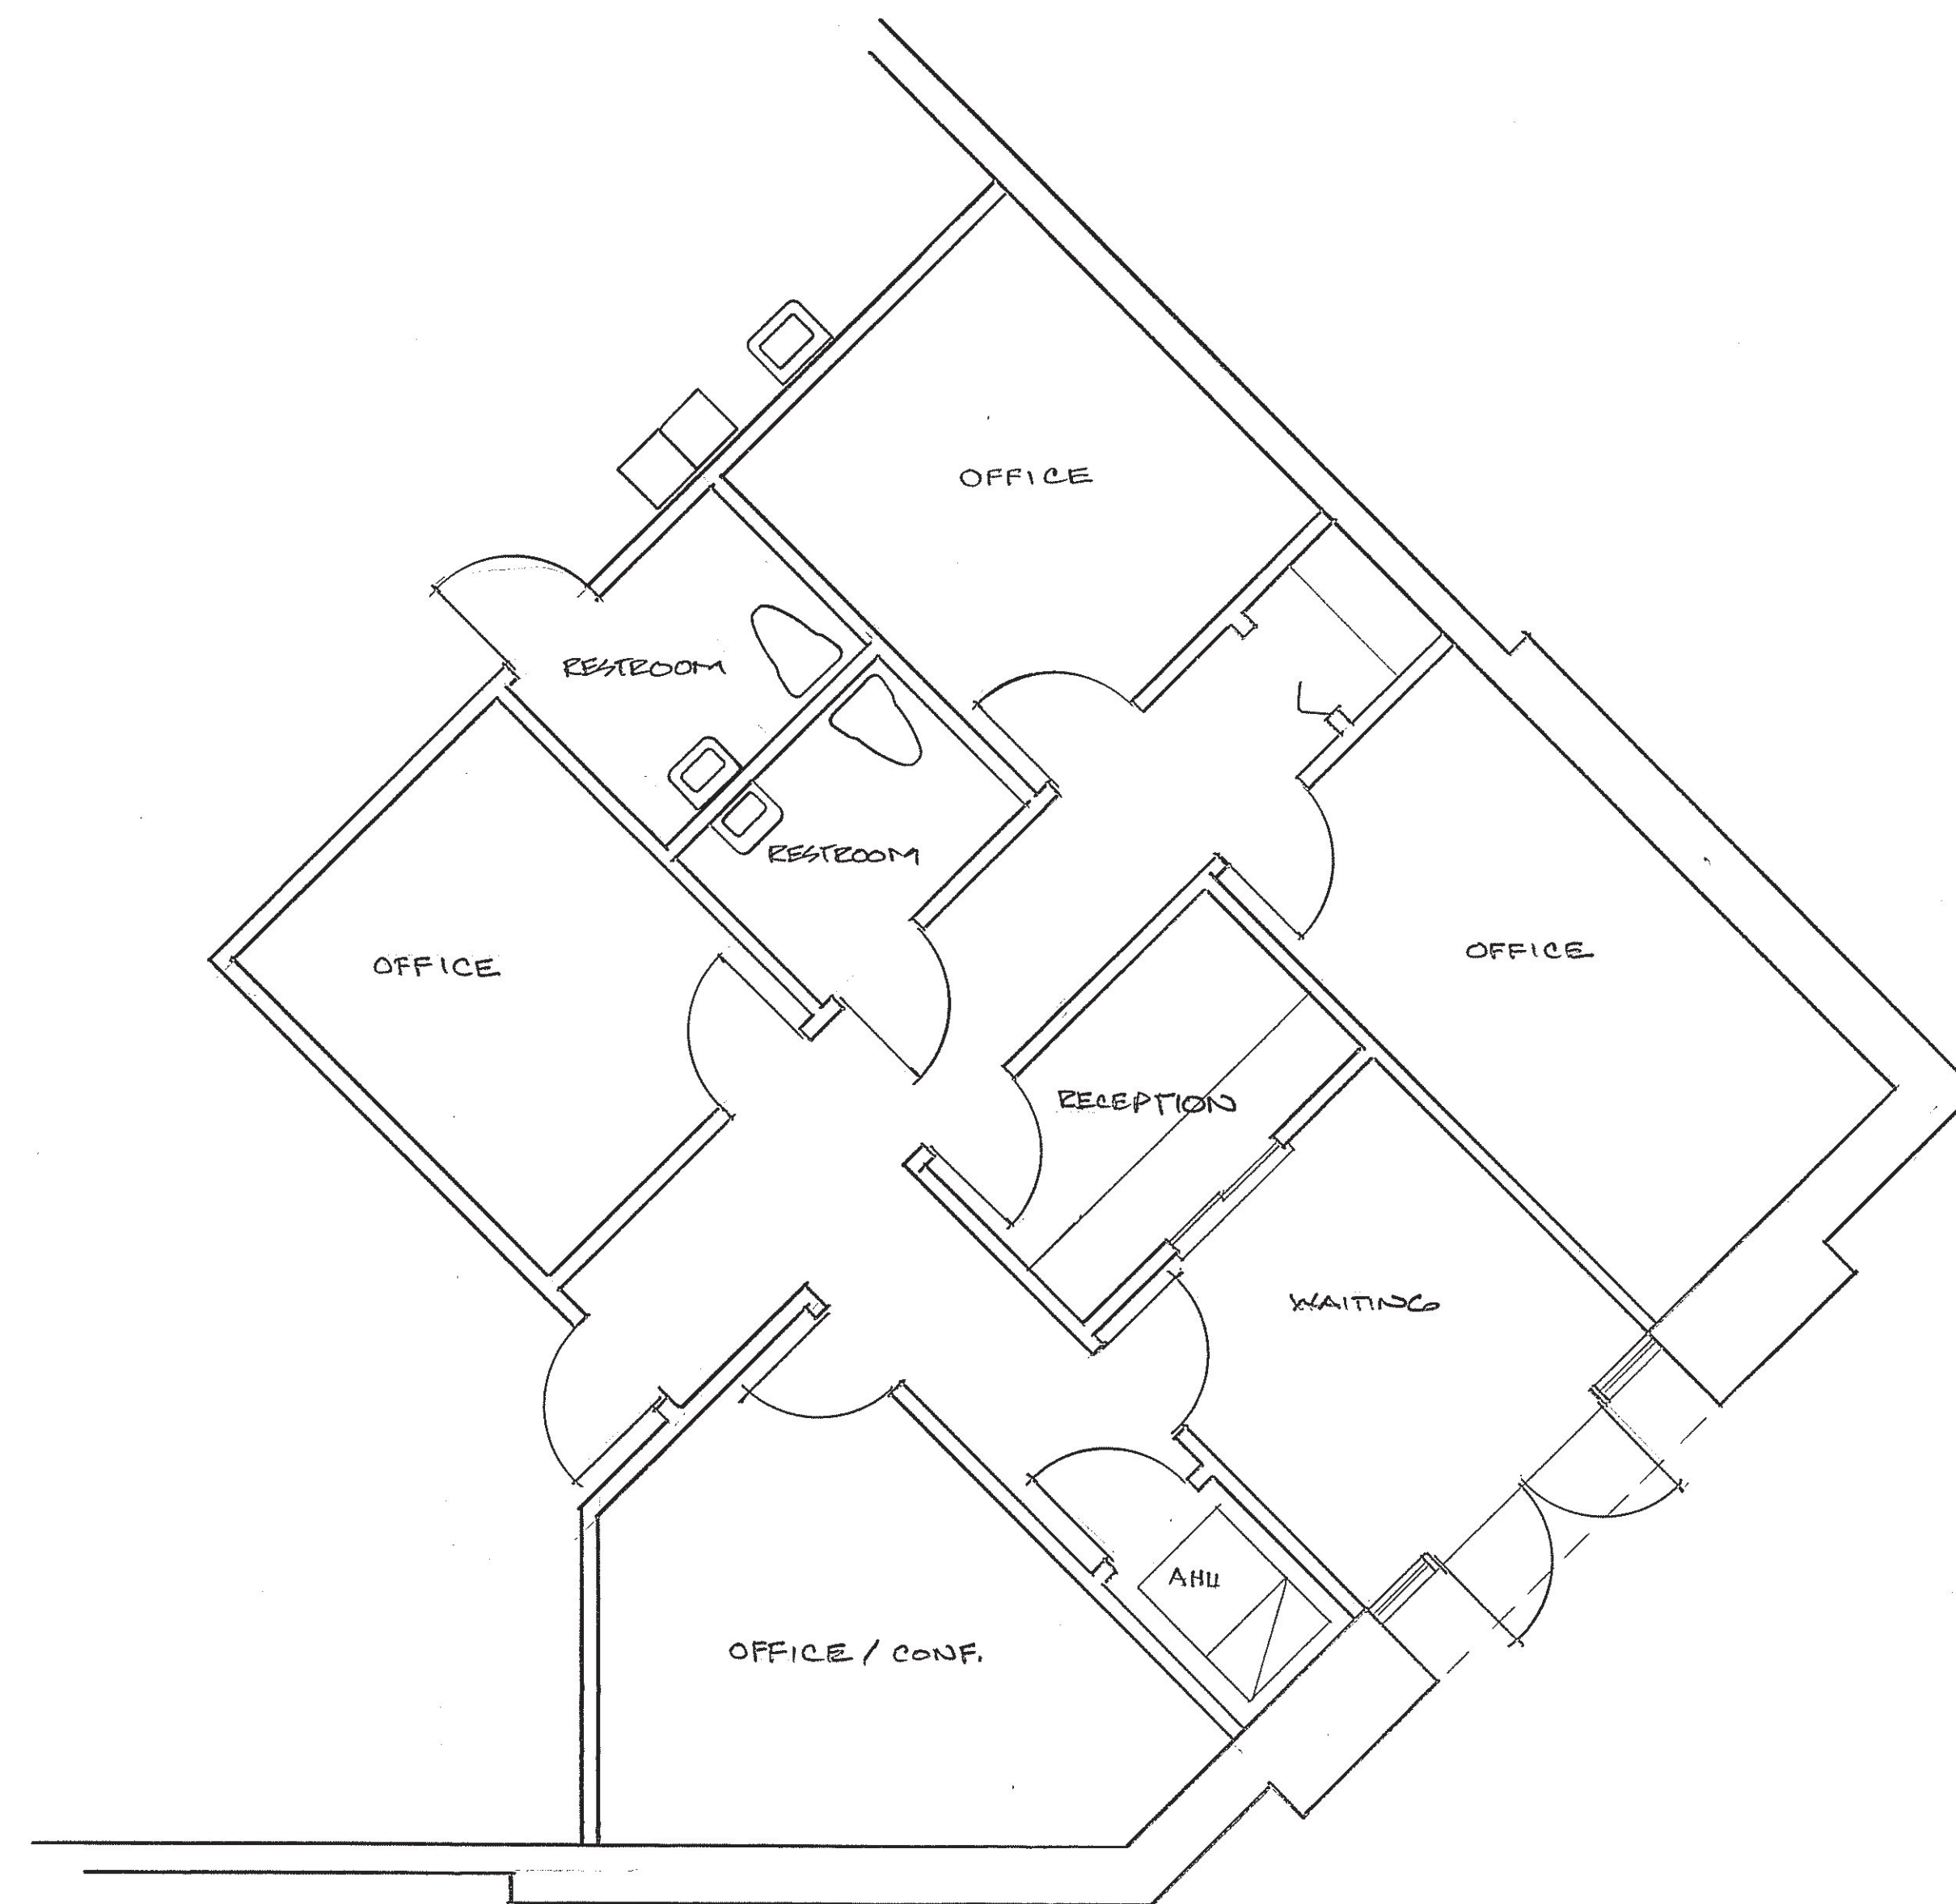 OFFICE
RESTROOM
RESTROOM
OFFICE
OFFICE
RECEPTION
WAITING
AHU
OFFICE / CONF.